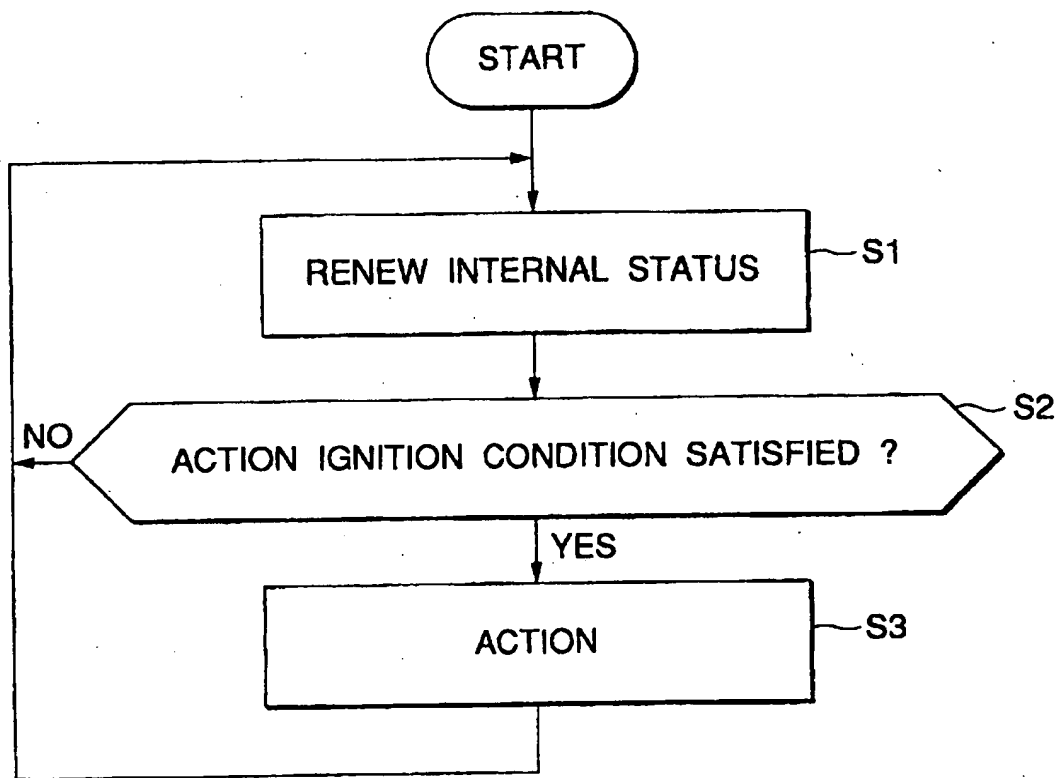 START
RENEW INTERNAL STATUS
S1
ACTION IGNITION CONDITION SATISFIED ?
S2
NO
YES
ACTION
S3